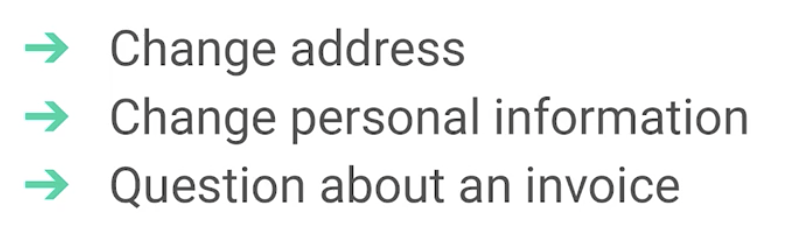 Change address
Change personal information
Question about an invoice